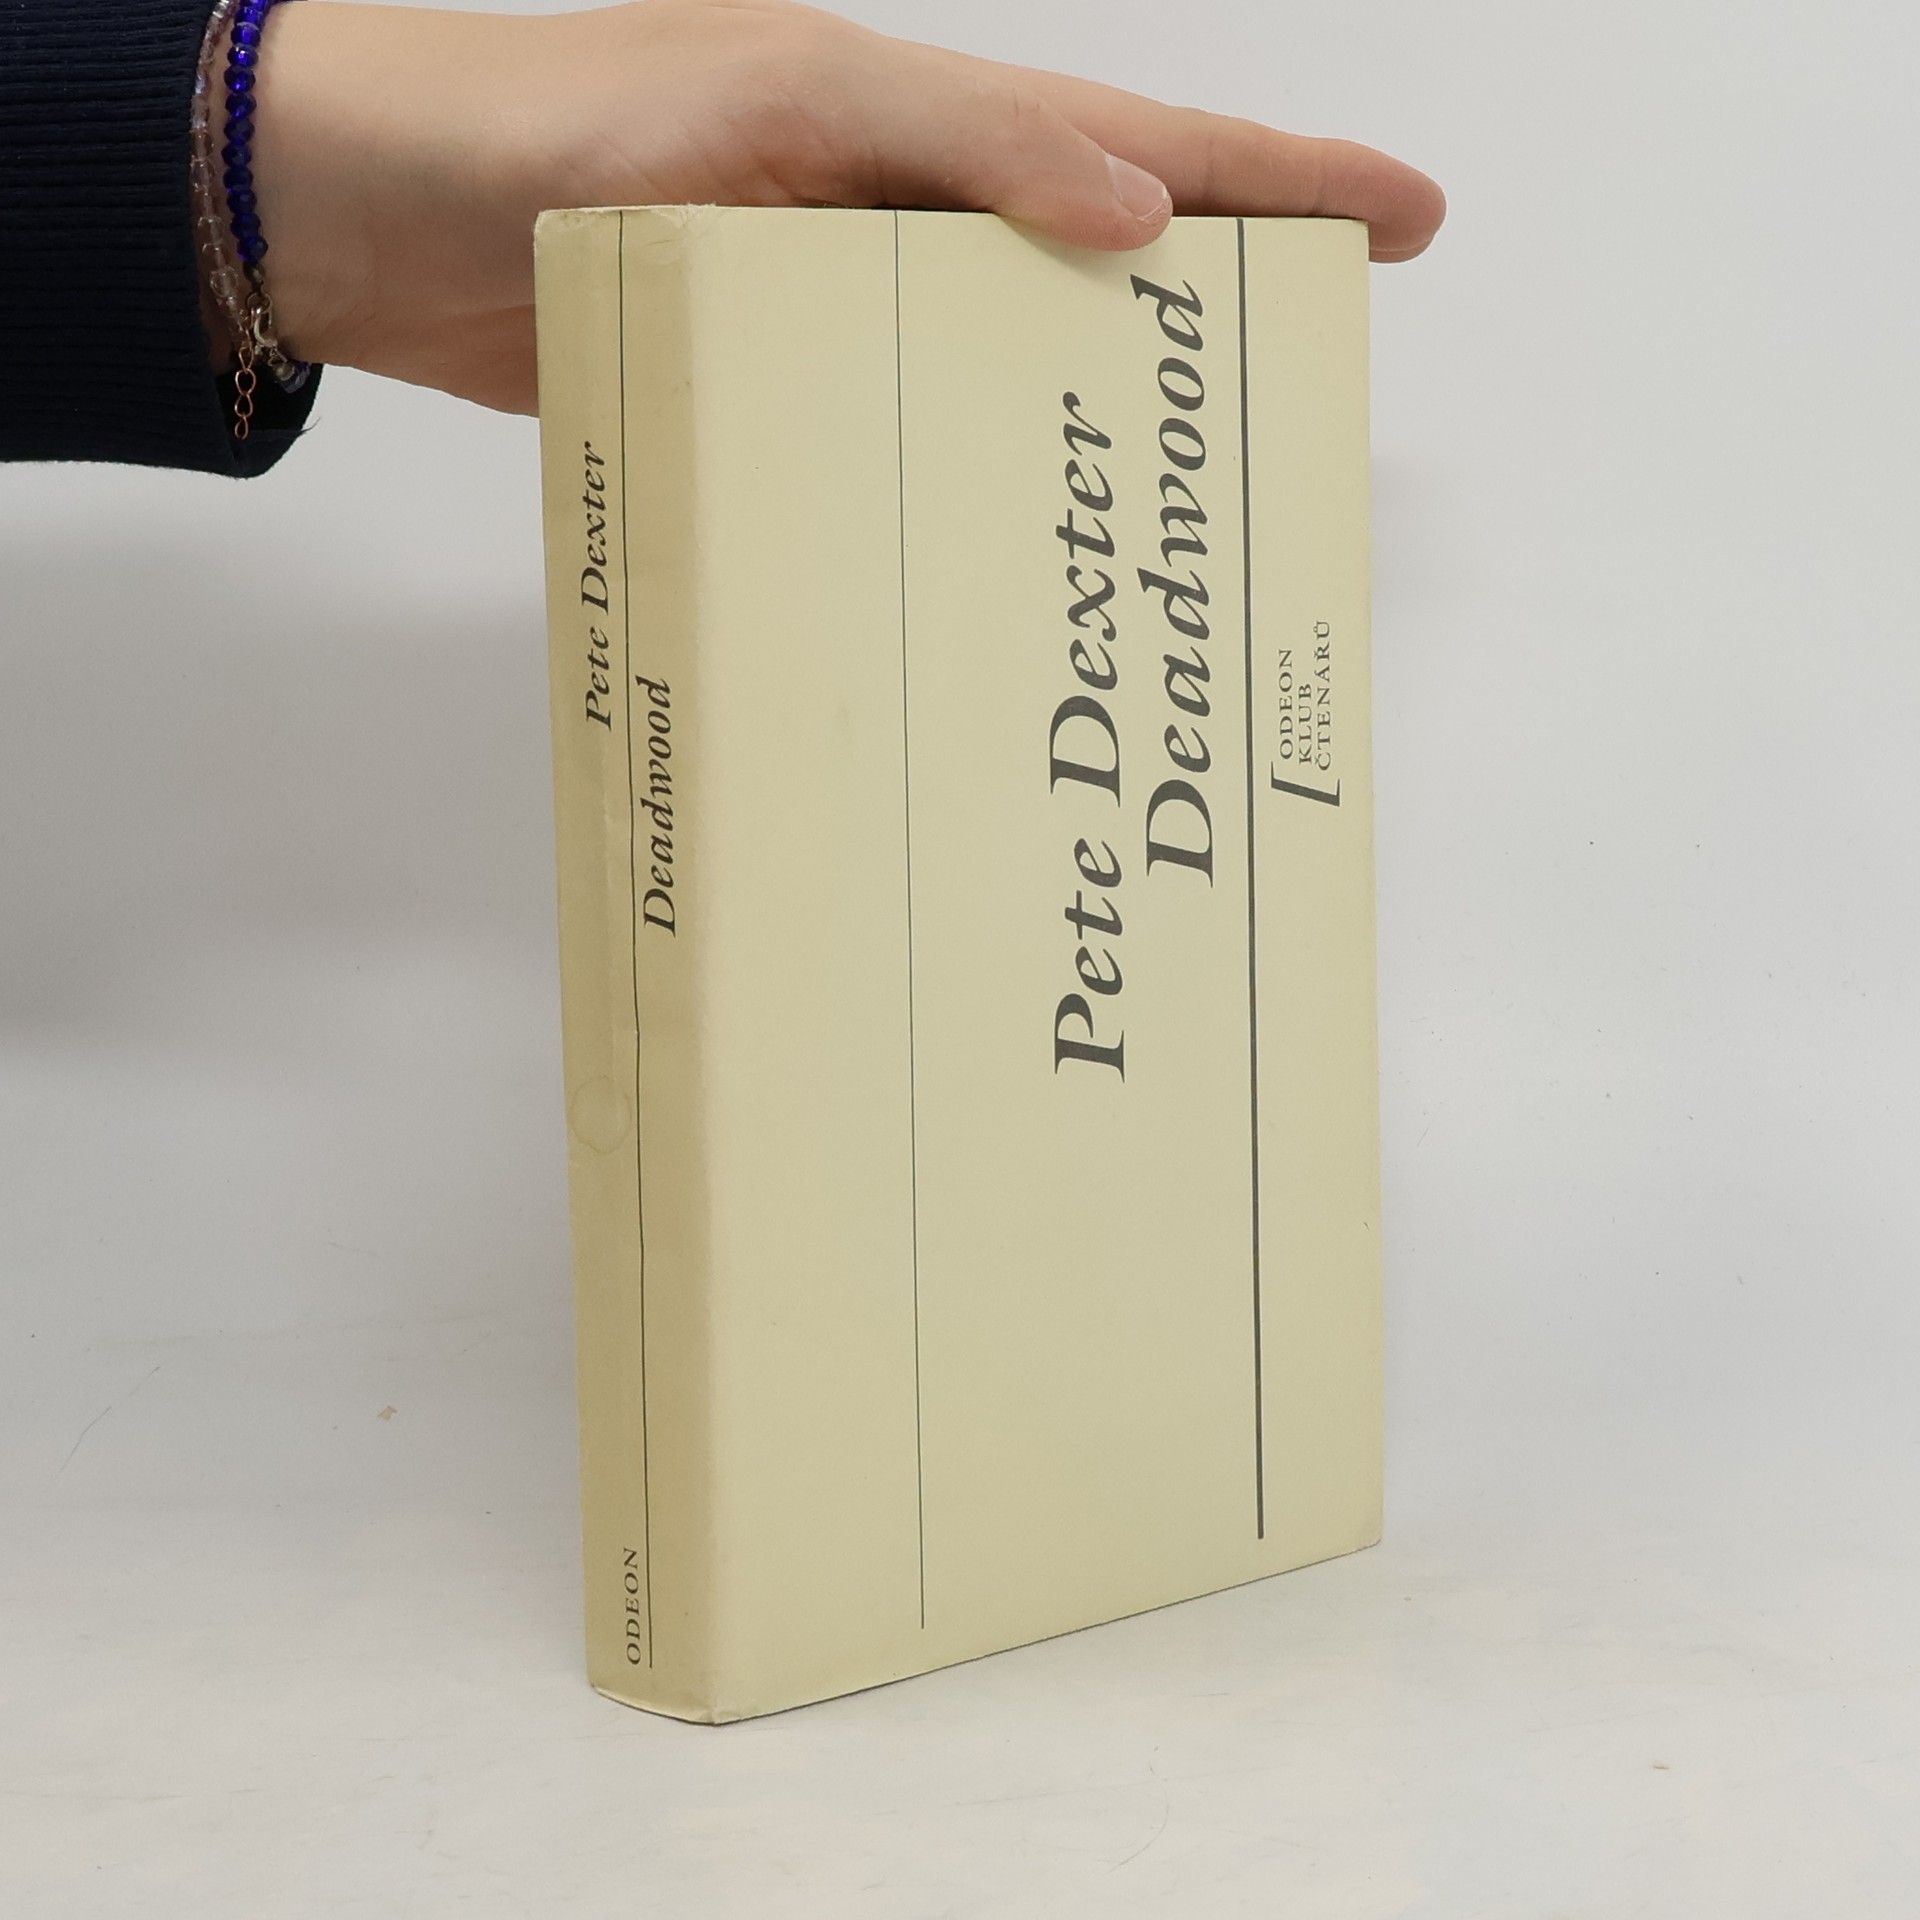 Pete Dexter
Deadwood
ODEON
Pete Dexter
Deadwood
ODEON
KLUB
ČTENÁŘŮ